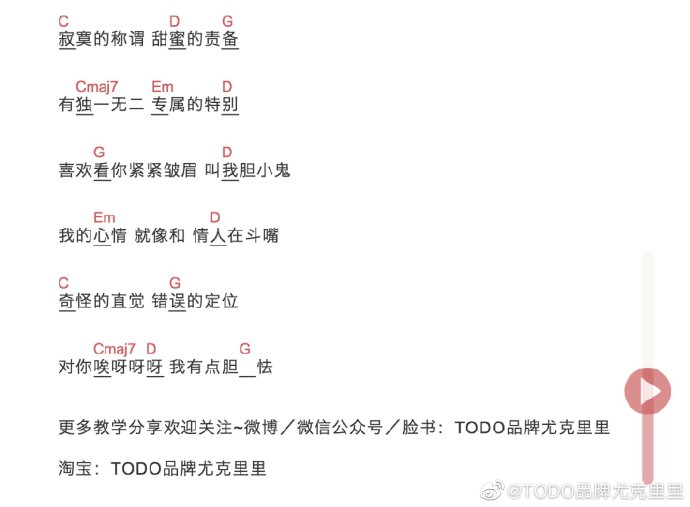 C D G
寂寞的称谓 甜蜜的责备
Cmaj7 Em D
有独一无二 专属的特别
G D
喜欢看你紧紧皱眉 叫我胆小鬼
Em D
我的心情 就像和 情人在斗嘴
C G
奇怪的直觉 错误的定位
Cmaj7 D G
对你唉呀呀呀 我有点胆_怯
更多教学分享欢迎关注~微博／微信公众号／脸书：TODO品牌尤克里里
淘宝：TODO品牌尤克里里
@TODO品牌尤克里里